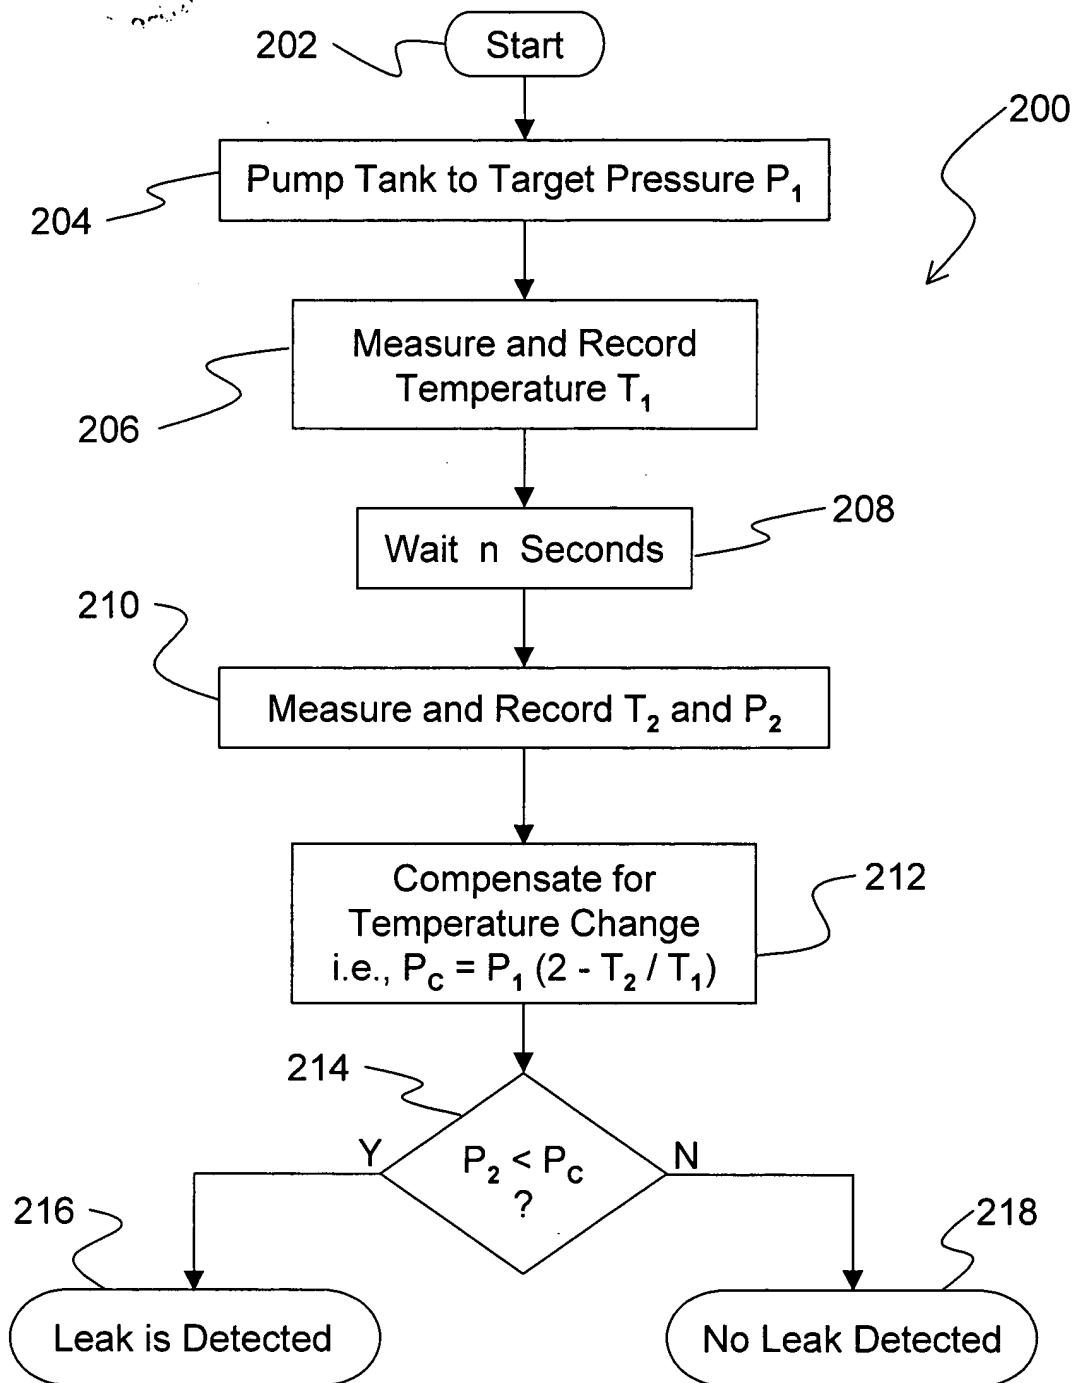 202
Start
200
Pump Tank to Target Pressure P₁
204
Measure and Record
Temperature T₁
206
208
Wait n Seconds
210
Measure and Record T₂ and P₂
Compensate for
Temperature Change
i.e., P_C = P₁ (2 - T₂ / T₁)
212
214
Y
P₂ < P_C
?
N
216
218
Leak is Detected
No Leak Detected